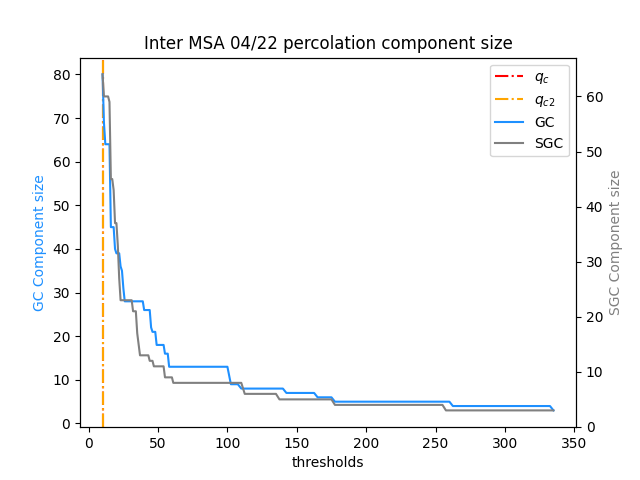 Inter MSA 04/22 percolation component size
q_c
q_c2
GC
SGC
GC Component size
80
70
60
50
40
30
20
10
0
SGC Component size
60
50
40
30
20
10
0
0 50 100 150 200 250 300 350
thresholds